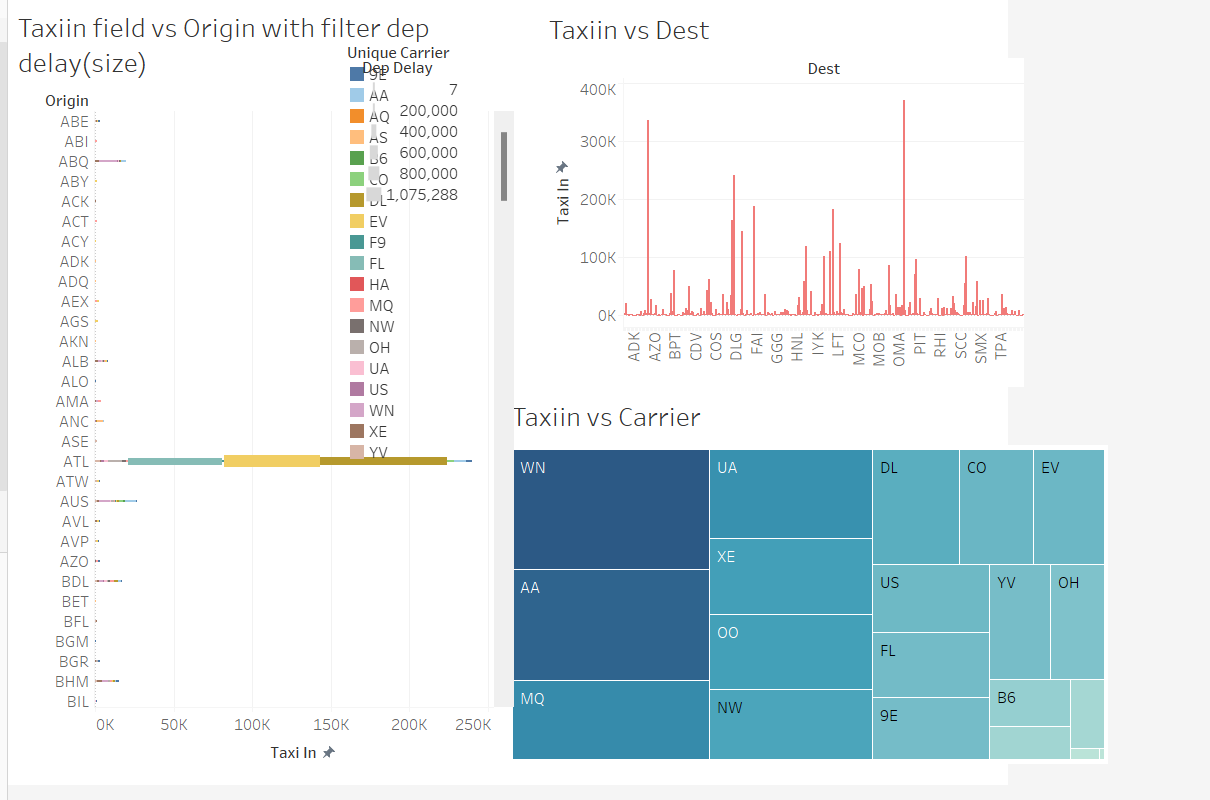 Taxiin field vs Origin with filter dep
delay(size)
Unique Carrier
Dep Delay
9E
AA
AQ
AS
B6
CO
DL
EV
F9
FL
HA
MQ
NW
OH
UA
US
WN
XE
YV
7
200,000
400,000
600,000
800,000
1,075,288
Origin
ABE
ABI
ABQ
ABY
ACK
ACT
ACY
ADK
ADQ
AEX
AGS
AKN
ALB
ALO
AMA
ANC
ASE
ATL
ATW
AUS
AVL
AVP
AZO
BDL
BET
BFL
BGM
BGR
BHM
BIL
0K 50K 100K 150K 200K 250K
Taxi In
Taxiin vs Dest
Dest
400K
300K
200K
100K
0K
Taxi In
ADK AZO BPT CDV COS DLG FAI GGG HNL IYK LFT MCO MOB OMA PIT RHI SCC SMX TPA
Taxiin vs Carrier
WN
AA
MQ
UA
XE
OO
NW
DL
CO
EV
US
FL
9E
YV
OH
B6